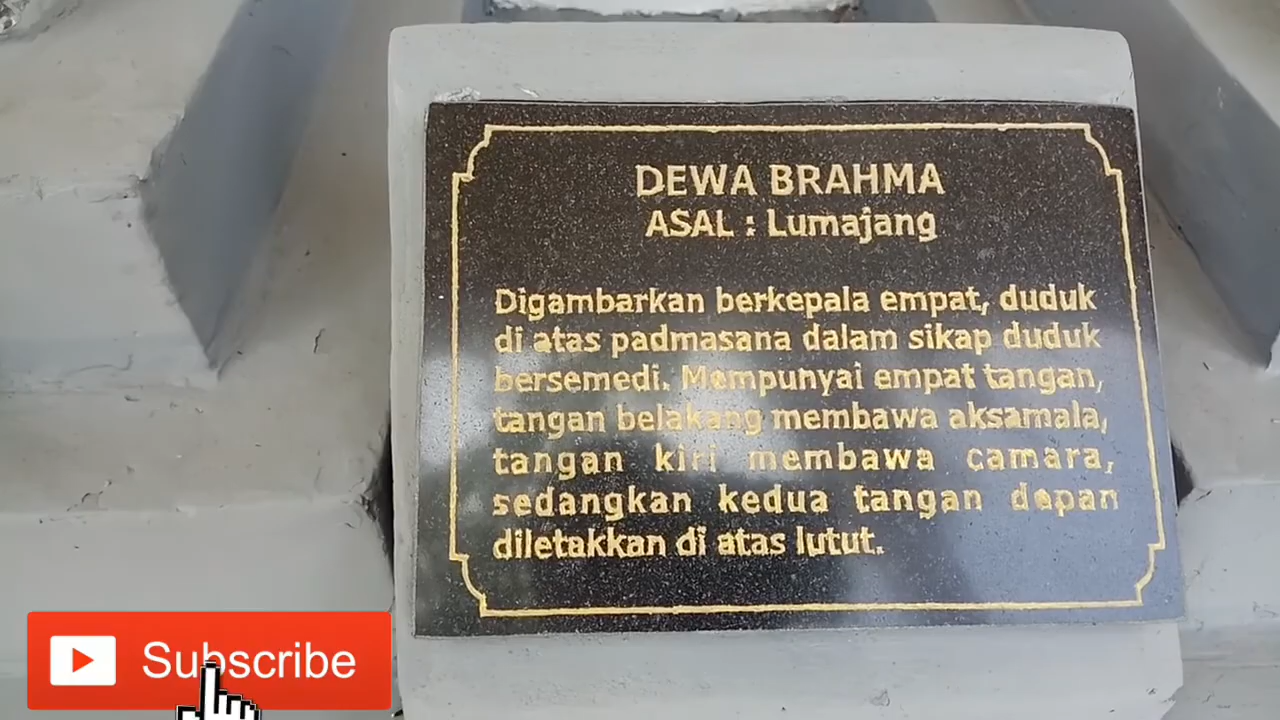 DEWA BRAHMA
ASAL : Lumajang
Digambarkan berkepala empat, duduk
di atas padmasana dalam sikap duduk
bersemedi. Mempunyai empat tangan,
tangan belakang membawa aksamala,
tangan kiri membawa camara,
sedangkan kedua tangan depan
diletakkan di atas lutut.
Subscribe